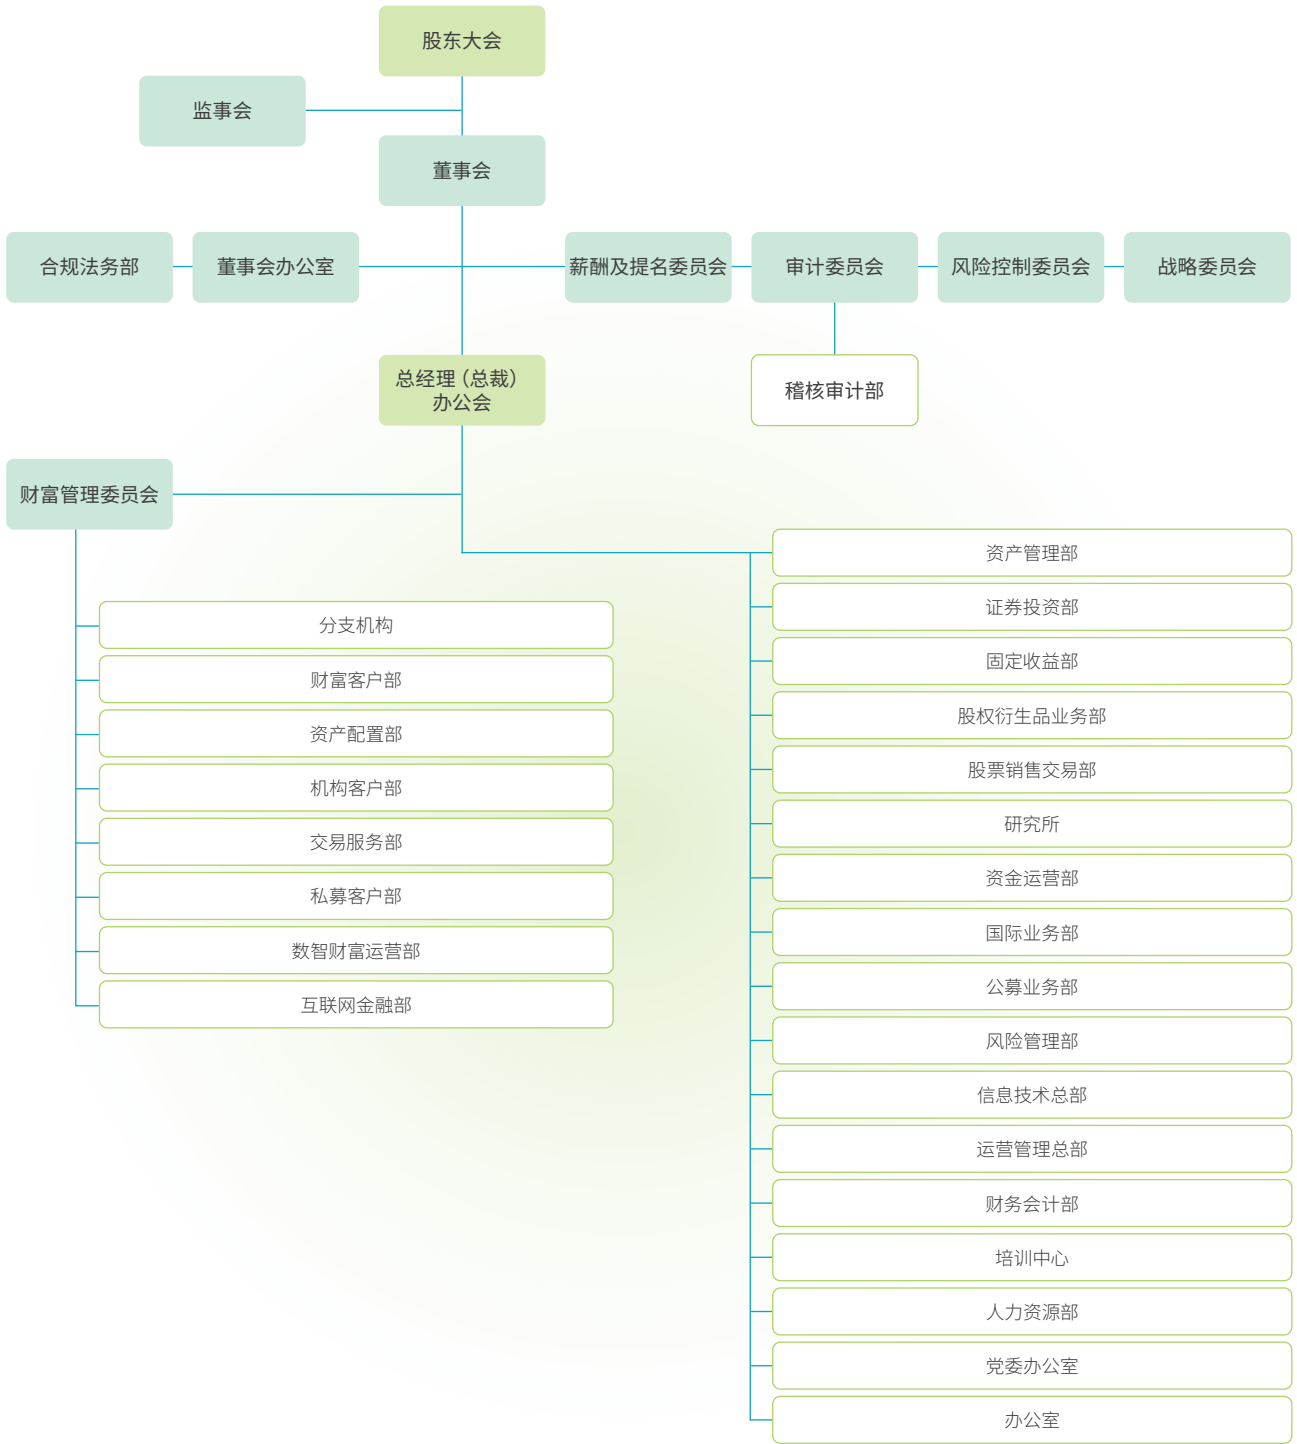 股东大会
监事会
董事会
合规法务部
董事会办公室
薪酬及提名委员会
审计委员会
风险控制委员会
战略委员会
总经理（总裁）
办公会
稽核审计部
财富管理委员会
分支机构
财富客户部
资产配置部
机构客户部
交易服务部
私募客户部
数智财富运营部
互联网金融部
资产管理部
证券投资部
固定收益部
股权衍生品业务部
股票销售交易部
研究所
资金运营部
国际业务部
公募业务部
风险管理部
信息技术总部
运营管理总部
财务会计部
培训中心
人力资源部
党委办公室
办公室